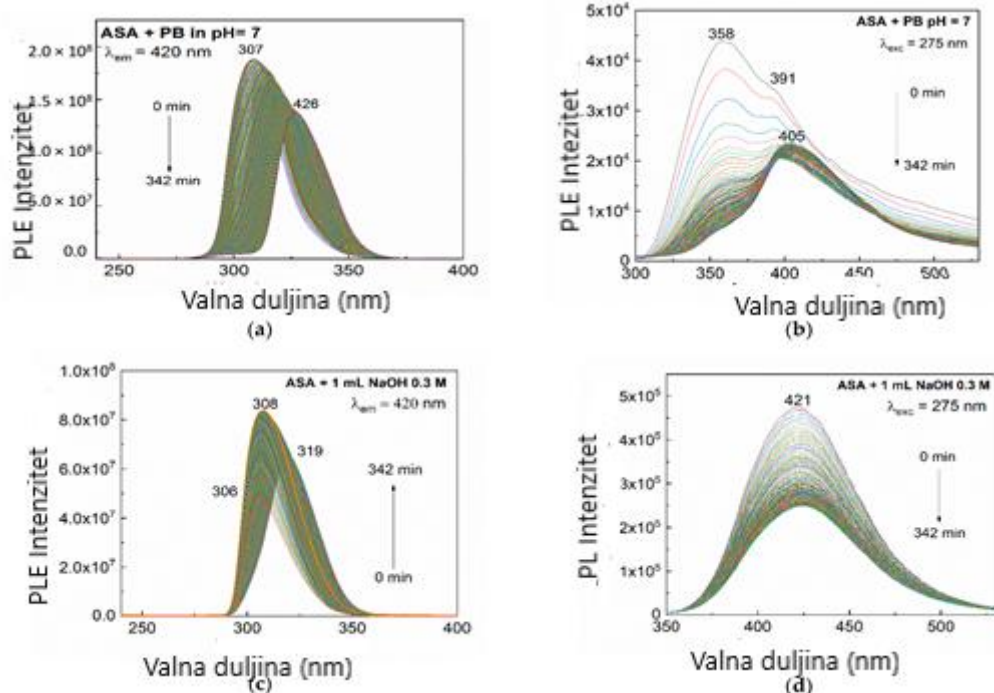 ASA + PB in pH= 7
λem = 420 nm
307
426
0 min
342 min
2.0 × 10⁸
1.5 × 10⁸
1.0 × 10⁸
5.0 × 10⁷
0.0
PLE Intenzitet
250 300 350 400
Valna duljina (nm)
(a)
ASA + PB pH = 7
λexc = 275 nm
358
391
405
0 min
342 min
5x10⁴
4x10⁴
3x10⁴
2x10⁴
1x10⁴
0
PLE Intezitet
300 350 400 450 500
Valna duljina (nm)
(b)
ASA + 1 mL NaOH 0.3 M
λem = 420 nm
308
319
306
342 min
0 min
1.0x10⁸
8.0x10⁷
6.0x10⁷
4.0x10⁷
2.0x10⁷
0.0
PLE Intenzitet
250 300 350 400
Valna duljina (nm)
(c)
ASA + 1 mL NaOH 0.3 M
λexc = 275 nm
421
0 min
342 min
5x10⁵
4x10⁵
3x10⁵
2x10⁵
1x10⁵
0
PL Intenzitet
350 400 450 500
Valna duljina (nm)
(d)